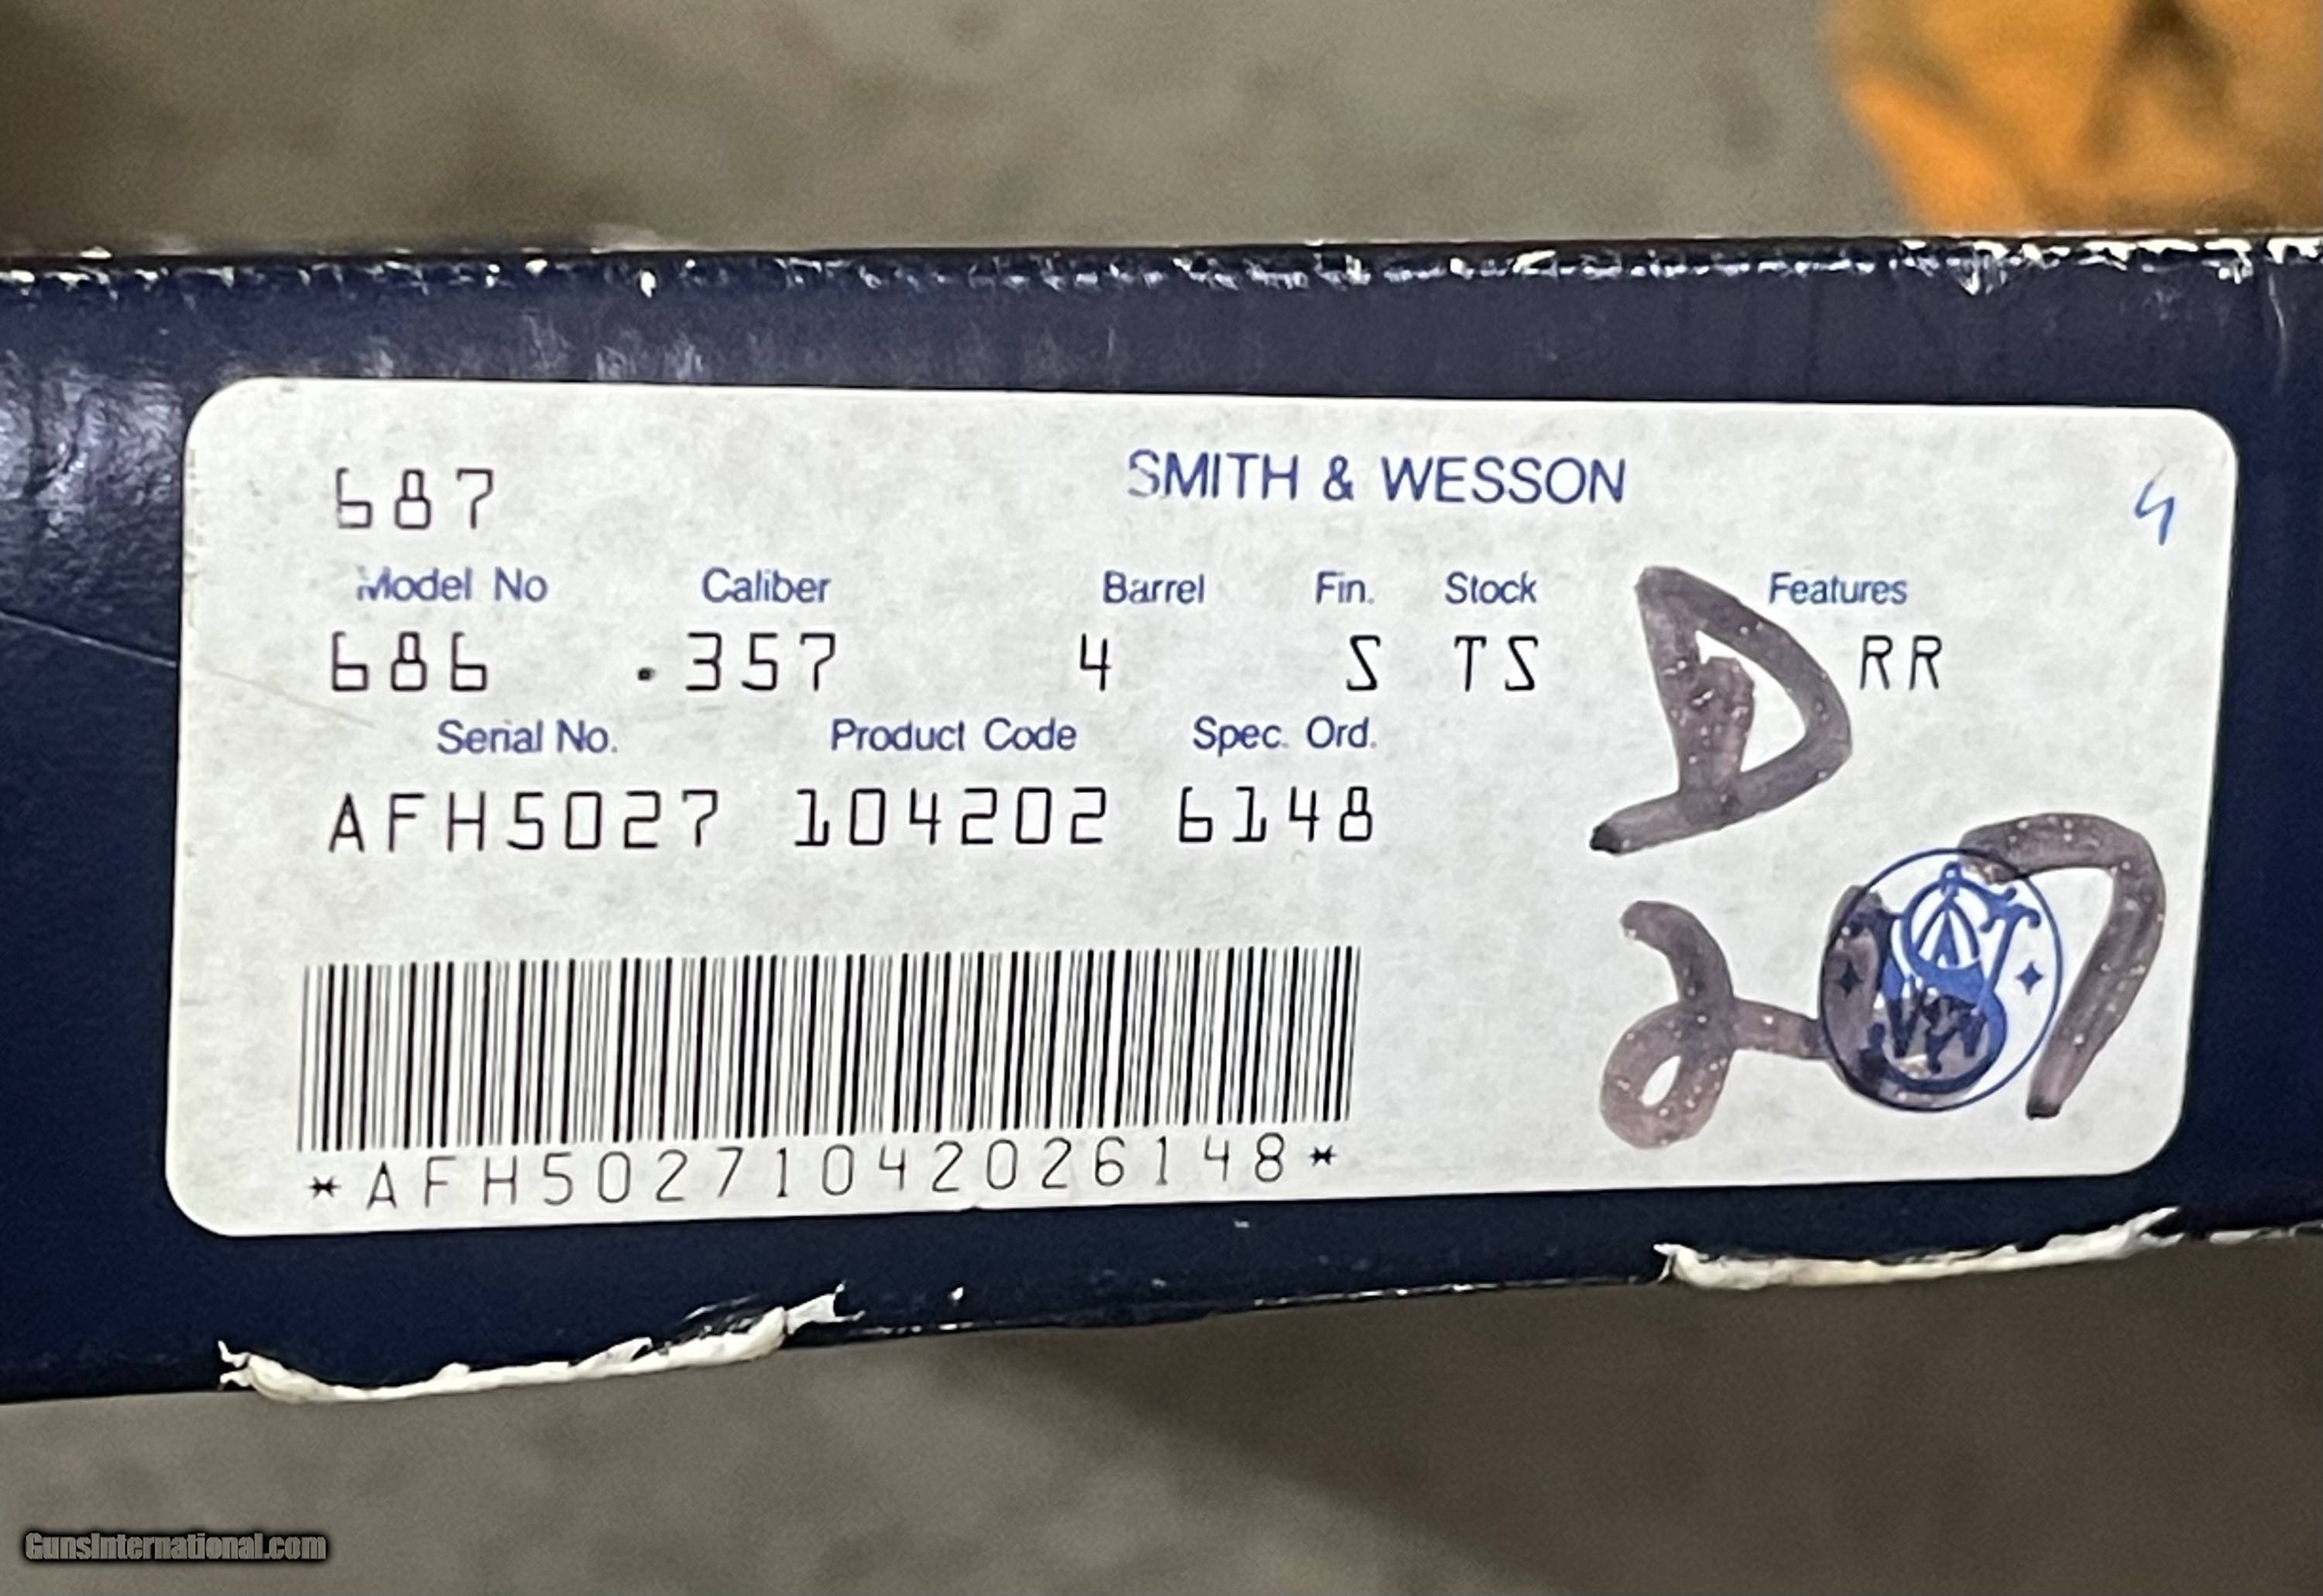 687
SMITH & WESSON
4
Model No Caliber Barrel Fin. Stock Features
686 .357 4 S TS RR
Serial No. Product Code Spec. Ord.
AFH5027 104202 6148
D
207
*AFH50271042026148*
GunsInternational.com